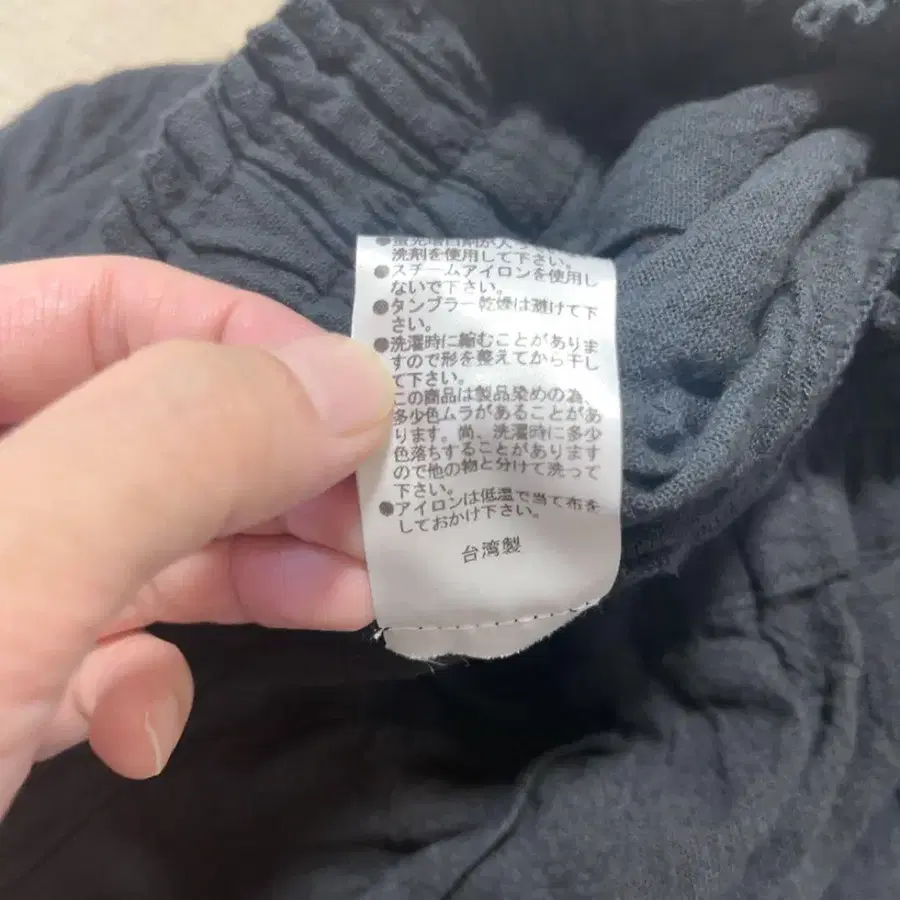 ●蛍光増白剤が入っ
洗剤を使用して下さい。
●スチームアイロンを使用し
ないで下さい。
●タンブラー乾燥は避けて下
さい。
●洗濯時に縮むことがありま
すので形を整えてから干し
て下さい。
この商品は製品染めの為、
多少色ムラがあることがあ
ります。尚、洗濯時に多少
色落ちすることがあります
ので他の物と分けて洗って
下さい。
●アイロンは低温で当て布を
しておかけ下さい。
台湾製